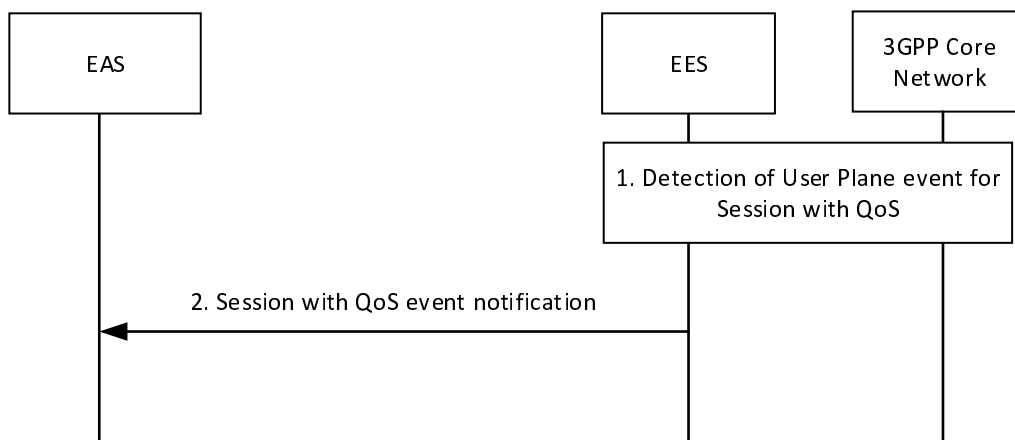 EAS
EES
3GPP Core
Network
1. Detection of User Plane event for
Session with QoS
2. Session with QoS event notification